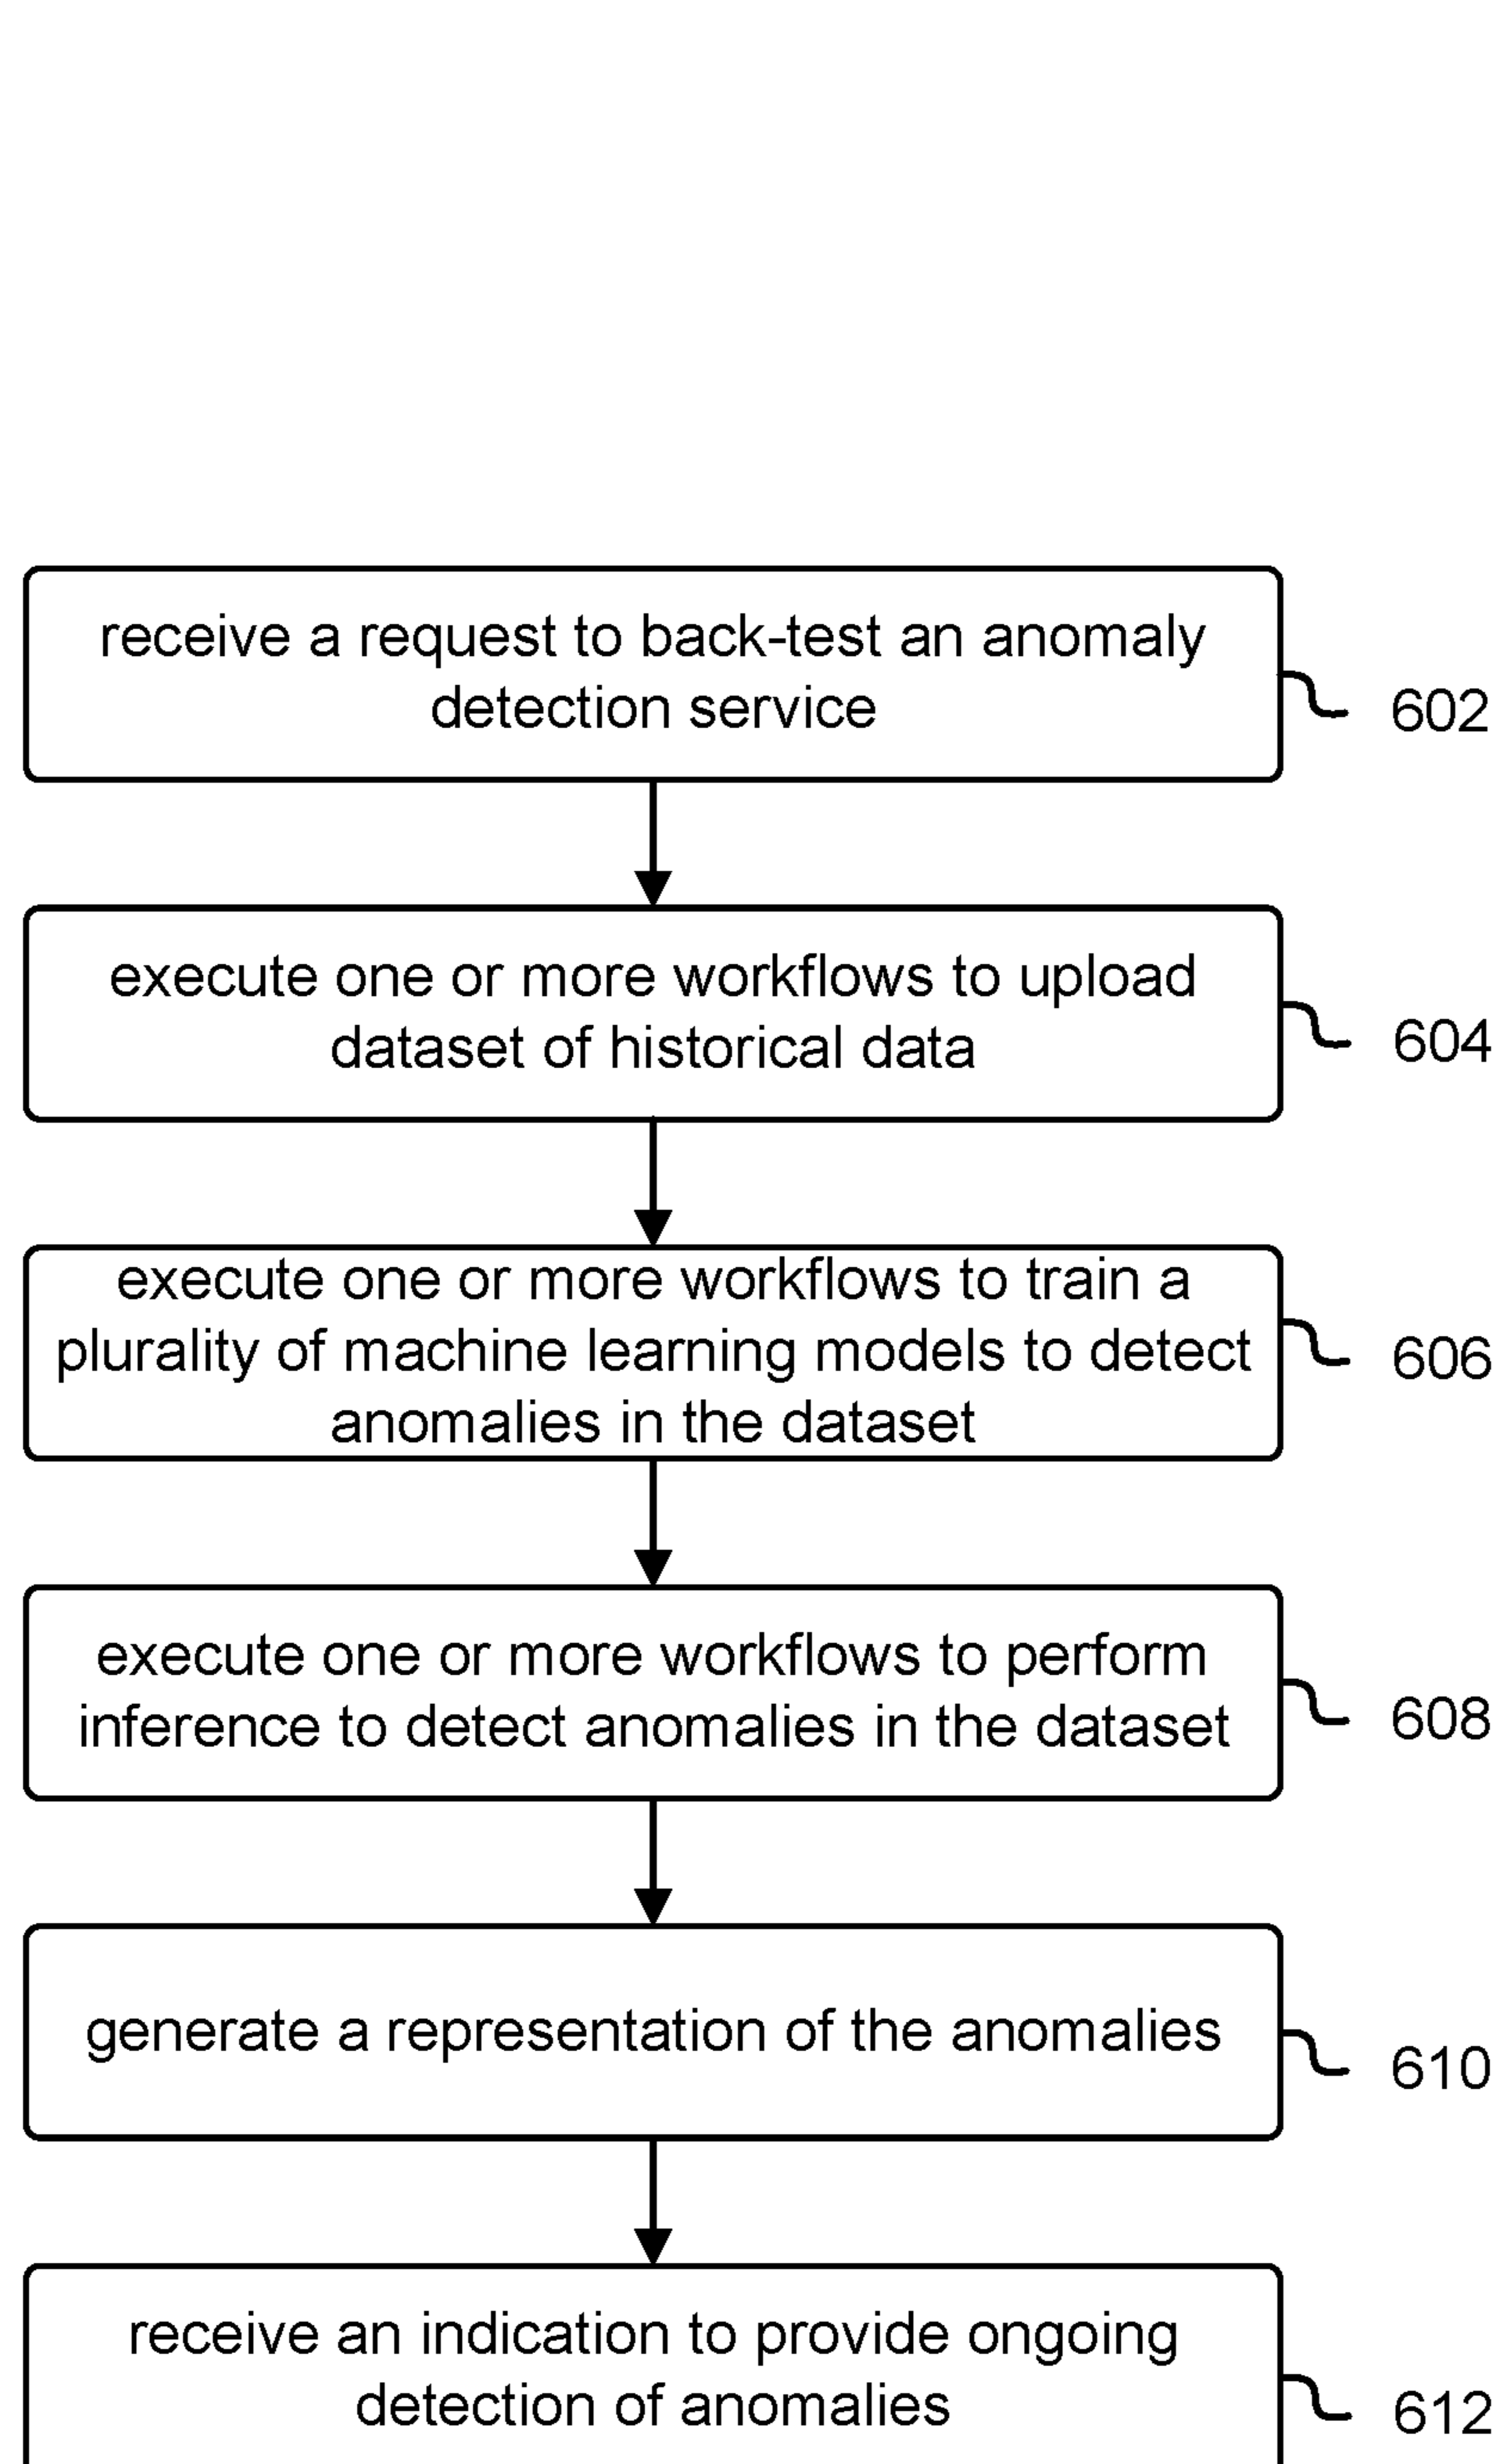 receive a request to back-test an anomaly
detection service
602
execute one or more workflows to upload
dataset of historical data
604
execute one or more workflows to train a
plurality of machine learning models to detect
anomalies in the dataset
606
execute one or more workflows to perform
inference to detect anomalies in the dataset
608
generate a representation of the anomalies
610
receive an indication to provide ongoing
detection of anomalies
612